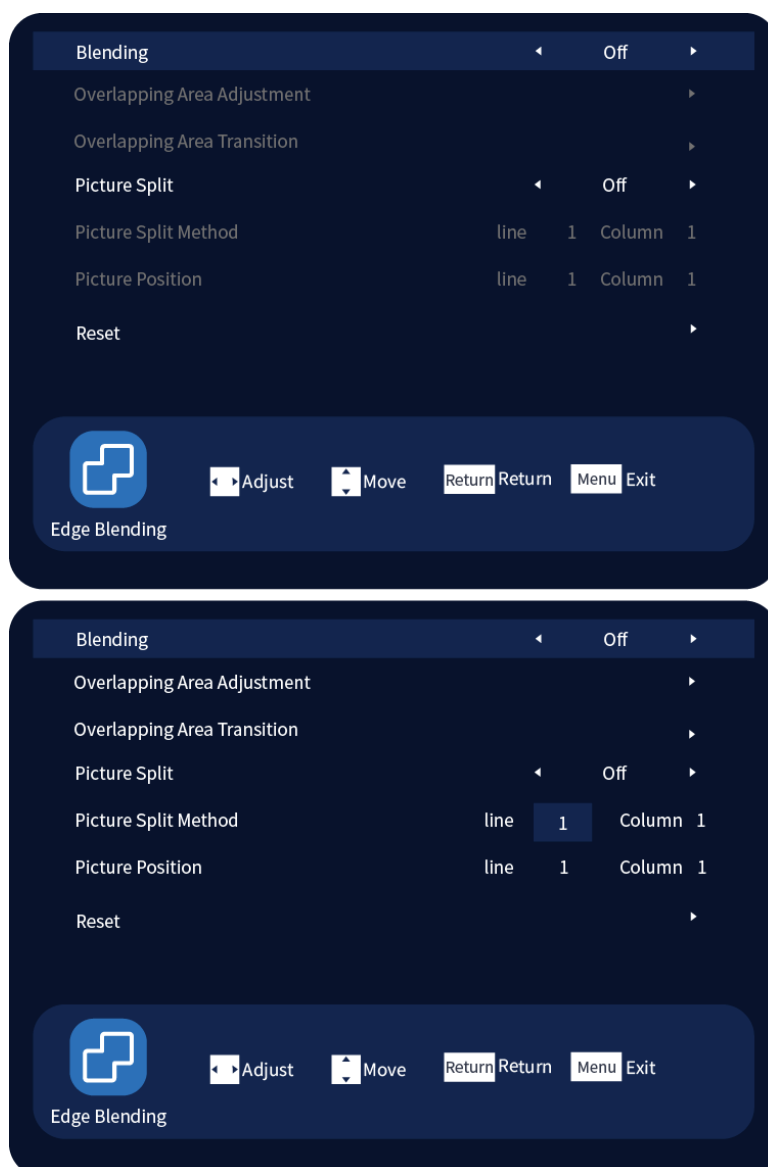 Blending Off
Overlapping Area Adjustment
Overlapping Area Transition
Picture Split Off
Picture Split Method line 1 Column 1
Picture Position line 1 Column 1
Reset
Adjust Move Return Return Menu Exit
Edge Blending
Blending Off
Overlapping Area Adjustment
Overlapping Area Transition
Picture Split Off
Picture Split Method line 1 Column 1
Picture Position line 1 Column 1
Reset
Adjust Move Return Return Menu Exit
Edge Blending